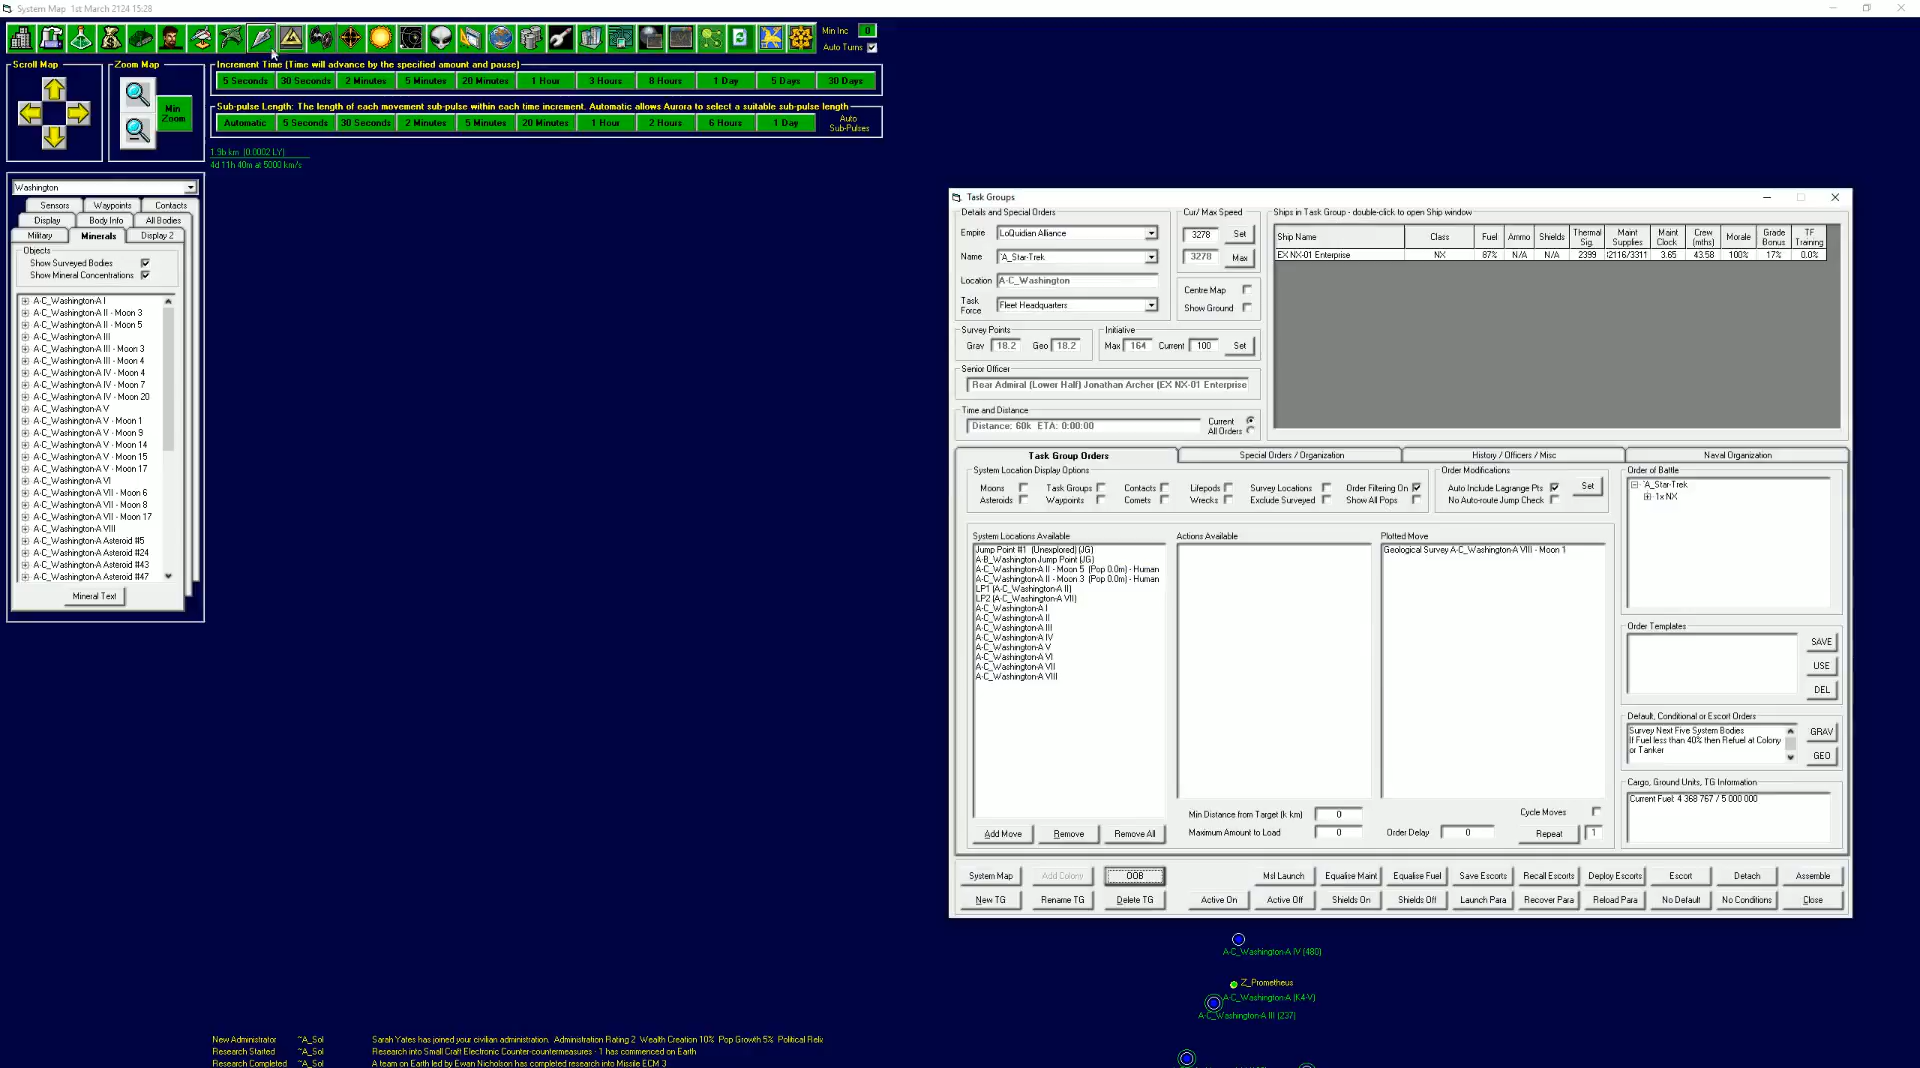 System Map   1st March 2124 15:28
Min Inc   0
Auto Turns
Scroll Map
Zoom Map
Min Zoom
Increment Time (Time will advance by the specified amount and pause)
5 Seconds   30 Seconds   2 Minutes   5 Minutes   20 Minutes   1 Hour   3 Hours   8 Hours   1 Day   5 Days   30 Days
Sub-pulse Length: The length of each movement sub-pulse within each time increment. Automatic allows Aurora to select a suitable sub-pulse length
Automatic   5 Seconds   30 Seconds   2 Minutes   5 Minutes   20 Minutes   1 Hour   2 Hours   6 Hours   1 Day   Auto Sub-Pulses
1.9b km  (0.0002 LY)
4d 11h 40m at 5000 km/s
Washington
Sensors   Waypoints   Contacts
Display   Body Info   All Bodies
Military   Minerals   Display 2
Objects
Show Surveyed Bodies
Show Mineral Concentrations
A-C_Washington-A I
A-C_Washington-A II - Moon 3
A-C_Washington-A II - Moon 5
A-C_Washington-A III
A-C_Washington-A III - Moon 3
A-C_Washington-A III - Moon 4
A-C_Washington-A IV - Moon 4
A-C_Washington-A IV - Moon 7
A-C_Washington-A IV - Moon 20
A-C_Washington-A V
A-C_Washington-A V - Moon 1
A-C_Washington-A V - Moon 9
A-C_Washington-A V - Moon 14
A-C_Washington-A V - Moon 15
A-C_Washington-A V - Moon 17
A-C_Washington-A VI
A-C_Washington-A VII - Moon 6
A-C_Washington-A VII - Moon 8
A-C_Washington-A VII - Moon 17
A-C_Washington-A VIII
A-C_Washington-A Asteroid #5
A-C_Washington-A Asteroid #24
A-C_Washington-A Asteroid #43
A-C_Washington-A Asteroid #47
Mineral Text
Task Groups
Details and Special Orders
Empire   LoQuidian Alliance
Name   'A_Star-Trek
Location   A-C_Washington
Task Force   Fleet Headquarters
Cur/ Max Speed
3278   Set
3278   Max
Centre Map
Show Ground
Survey Points
Grav   18.2   Geo   18.2
Initiative
Max   164   Current   100   Set
Senior Officer
Rear Admiral (Lower Half) Jonathan Archer (EX NX-01 Enterprise
Time and Distance
Distance: 60k   ETA: 0:00:00
Current
All Orders
Ships in Task Group - double-click to open Ship window
Ship Name   Class   Fuel   Ammo   Shields   Thermal Sig.   Maint Supplies   Maint Clock   Crew (mths)   Morale   Grade Bonus   TF Training
EX NX-01 Enterprise   NX   87%   N/A   N/A   2399   2116/3311   3.65   43.58   100%   17%   0.0%
Task Group Orders   Special Orders / Organization   History / Officers / Misc   Naval Organization
System Location Display Options
Moons   Task Groups   Contacts   Lifepods   Survey Locations   Order Filtering On
Asteroids   Waypoints   Comets   Wrecks   Exclude Surveyed   Show All Pops
Order Modifications
Auto Include Lagrange Pts   Set
No Auto-route Jump Check
Order of Battle
'A_Star-Trek
1x NX
System Locations Available
Jump Point #1  (Unexplored) (JG)
A-B_Washington Jump Point (JG)
A-C_Washington-A II - Moon 5  (Pop 0.0m) - Human
A-C_Washington-A II - Moon 3  (Pop 0.0m) - Human
LP1 (A-C_Washington-A II)
LP2 (A-C_Washington-A VII)
A-C_Washington-A I
A-C_Washington-A II
A-C_Washington-A III
A-C_Washington-A IV
A-C_Washington-A V
A-C_Washington-A VI
A-C_Washington-A VII
A-C_Washington-A VIII
Actions Available
Plotted Move
Geological Survey A-C_Washington-A VIII - Moon 1
Order Templates
SAVE
USE
DEL
Default, Conditional or Escort Orders
Survey Next Five System Bodies
If Fuel less than 40% then Refuel at Colony
or Tanker
GRAV
GEO
Cargo, Ground Units, TG Information
Current Fuel: 4 368 767 / 5 000 000
Min Distance from Target (k km)   0
Maximum Amount to Load   0
Order Delay   0
Cycle Moves
Repeat   1
Add Move   Remove   Remove All
System Map   Add Colony   OOB   Msl Launch   Equalise Maint   Equalise Fuel   Save Escorts   Recall Escorts   Deploy Escorts   Escort   Detach   Assemble
New TG   Rename TG   Delete TG   Active On   Active Off   Shields On   Shields Off   Launch Para   Recover Para   Reload Para   No Default   No Conditions   Close
A-C_Washington-A IV (480)
Z_Prometheus
A-C_Washington-A (K4-V)
A-C_Washington-A III (237)
New Administrator   ~A_Sol   Sarah Yates has joined your civilian administration.  Administration Rating 2  Wealth Creation 10%  Pop Growth 5%  Political Relia
Research Started   ~A_Sol   Research into Small Craft Electronic Counter-countermeasures - 1 has commenced on Earth
Research Completed   ~A_Sol   A team on Earth led by Ewan Nicholson has completed research into Missile ECM 3